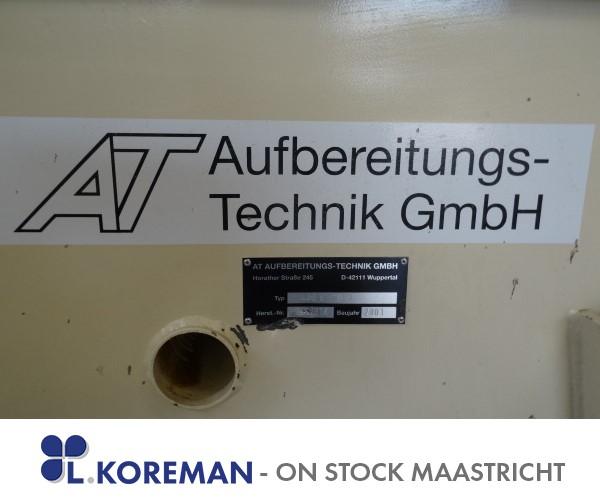 AT Aufbereitungs-
Technik GmbH
AT AUFBEREITUNGS-TECHNIK GMBH
Horather Straße 245 D-42111 Wuppertal
Typ
Herst.-Nr. Baujahr 2001
L.KOREMAN - ON STOCK MAASTRICHT